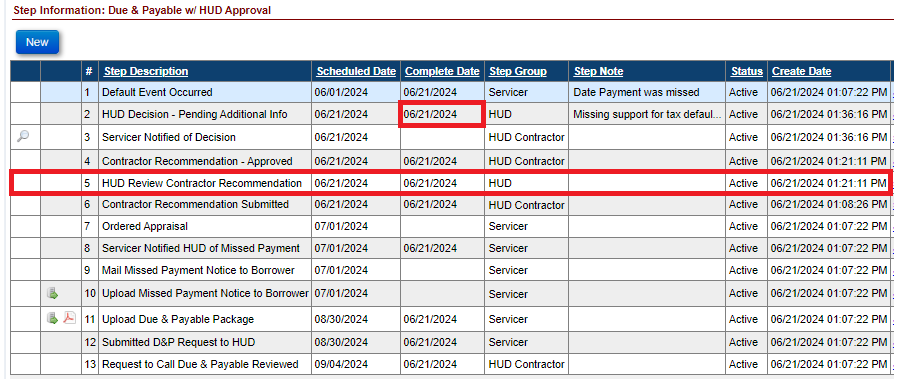 Step Information: Due & Payable w/ HUD Approval
New
# Step Description Scheduled Date Complete Date Step Group Step Note Status Create Date
1 Default Event Occurred 06/01/2024 06/21/2024 Servicer Date Payment was missed Active 06/21/2024 01:07:22 PM
2 HUD Decision - Pending Additional Info 06/21/2024 06/21/2024 HUD Missing support for tax defaul... Active 06/21/2024 01:36:16 PM
3 Servicer Notified of Decision 06/21/2024 HUD Contractor Active 06/21/2024 01:36:16 PM
4 Contractor Recommendation - Approved 06/21/2024 06/21/2024 HUD Contractor Active 06/21/2024 01:21:11 PM
5 HUD Review Contractor Recommendation 06/21/2024 06/21/2024 HUD Active 06/21/2024 01:21:11 PM
6 Contractor Recommendation Submitted 06/21/2024 06/21/2024 HUD Contractor Active 06/21/2024 01:08:26 PM
7 Ordered Appraisal 07/01/2024 Servicer Active 06/21/2024 01:07:22 PM
8 Servicer Notified HUD of Missed Payment 07/01/2024 06/21/2024 Servicer Active 06/21/2024 01:07:22 PM
9 Mail Missed Payment Notice to Borrower 07/01/2024 Servicer Active 06/21/2024 01:07:22 PM
10 Upload Missed Payment Notice to Borrower 07/01/2024 Servicer Active 06/21/2024 01:07:22 PM
11 Upload Due & Payable Package 08/30/2024 06/21/2024 Servicer Active 06/21/2024 01:07:22 PM
12 Submitted D&P Request to HUD 08/30/2024 06/21/2024 Servicer Active 06/21/2024 01:07:22 PM
13 Request to Call Due & Payable Reviewed 09/04/2024 06/21/2024 HUD Contractor Active 06/21/2024 01:07:22 PM